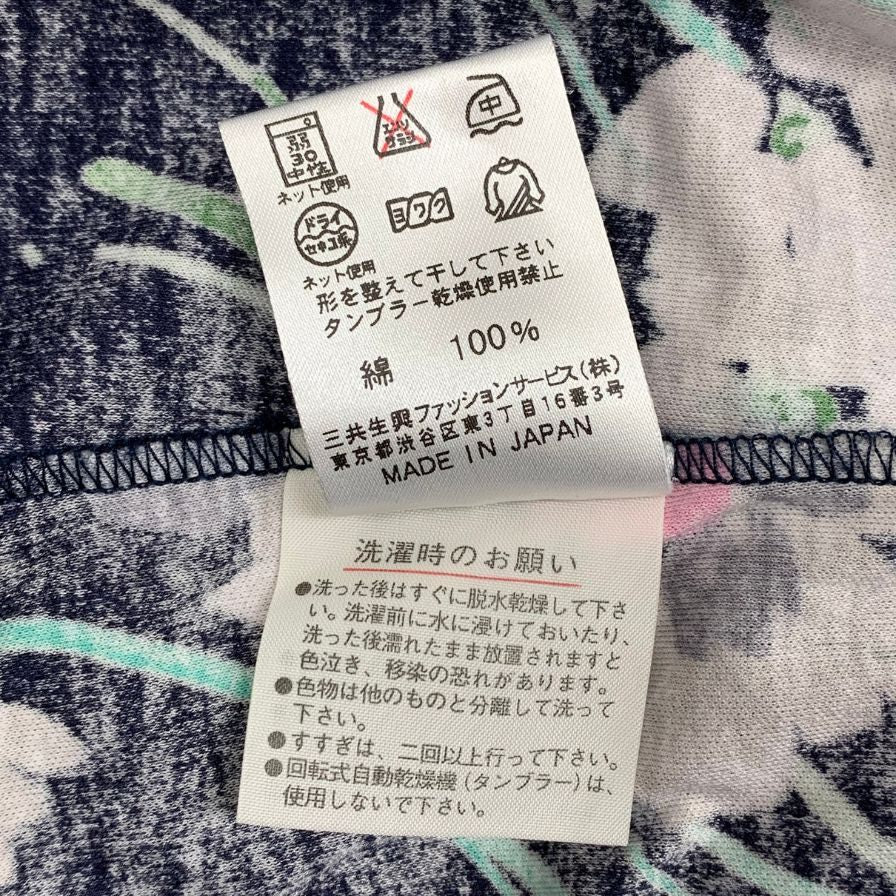 弱
30
中性
エンソ
サラシ
中
ネット使用
ドライ
セキユ系
ヨワク
ネット使用
形を整えて干して下さい
タンブラー乾燥使用禁止
綿 100%
三共生興ファッションサービス(株)
東京都渋谷区東3丁目16番3号
MADE IN JAPAN
洗濯時のお願い
●洗った後はすぐに脱水乾燥して下さ
い。洗濯前に水に浸けておいたり、
洗った後濡れたまま放置されますと
色泣き、移染の恐れがあります。
●色物は他のものと分離して洗って
下さい。
●すすぎは、二回以上行って下さい。
●回転式自動乾燥機(タンブラー)は、
使用しないで下さい。